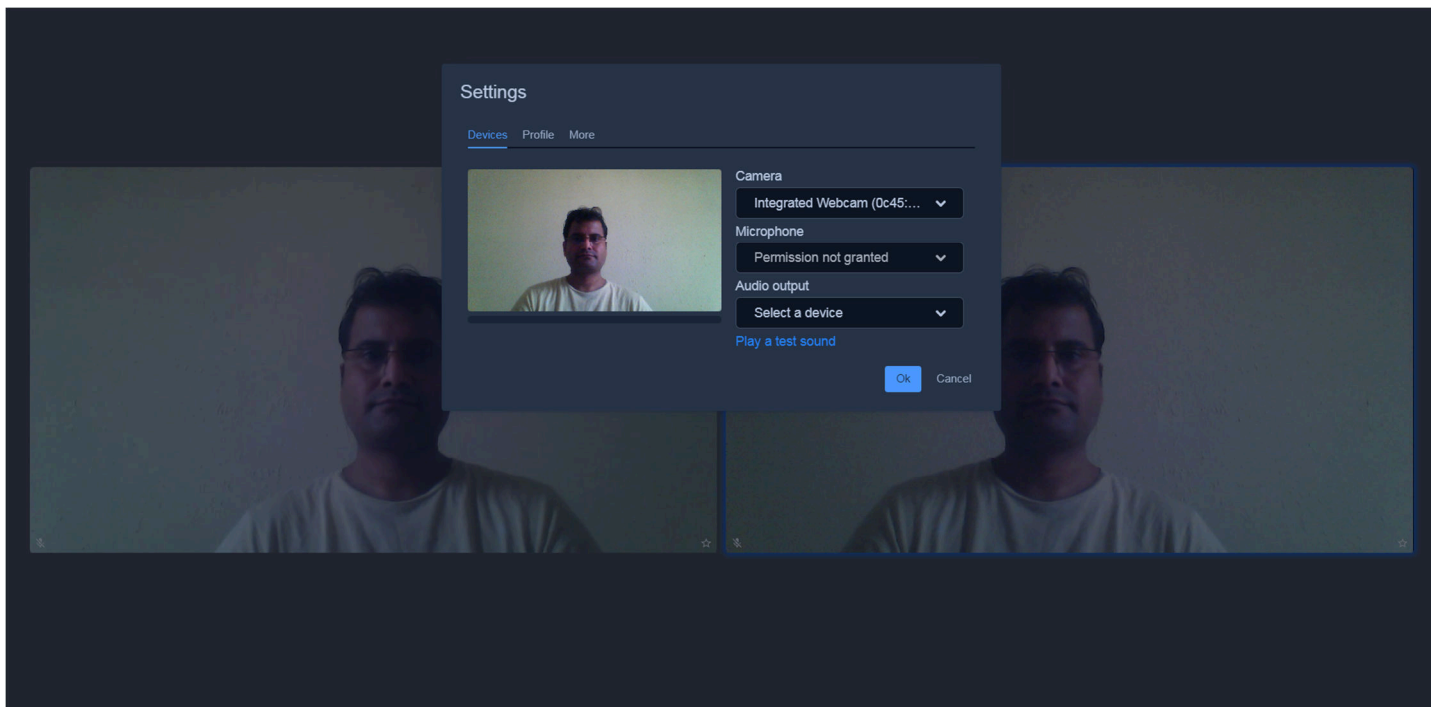 Settings
Devices Profile More
Camera
Integrated Webcam (0c45:...
Microphone
Permission not granted
Audio output
Select a device
Play a test sound
Ok Cancel